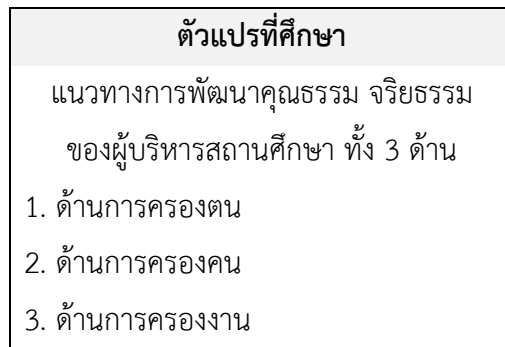 ตัวแปรที่ศึกษา
แนวทางการพัฒนาคุณธรรม จริยธรรม
ของผู้บริหารสถานศึกษา ทั้ง 3 ด้าน
1. ด้านการครองตน
2. ด้านการครองคน
3. ด้านการครองงาน